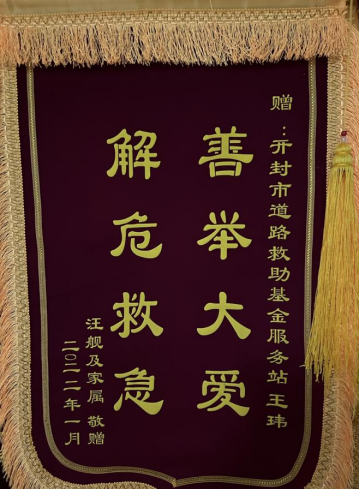 赠:开封市道路救助基金服务站王玮
善举大爱
解危救急
汪舰及家属 敬赠
二〇二二年一月